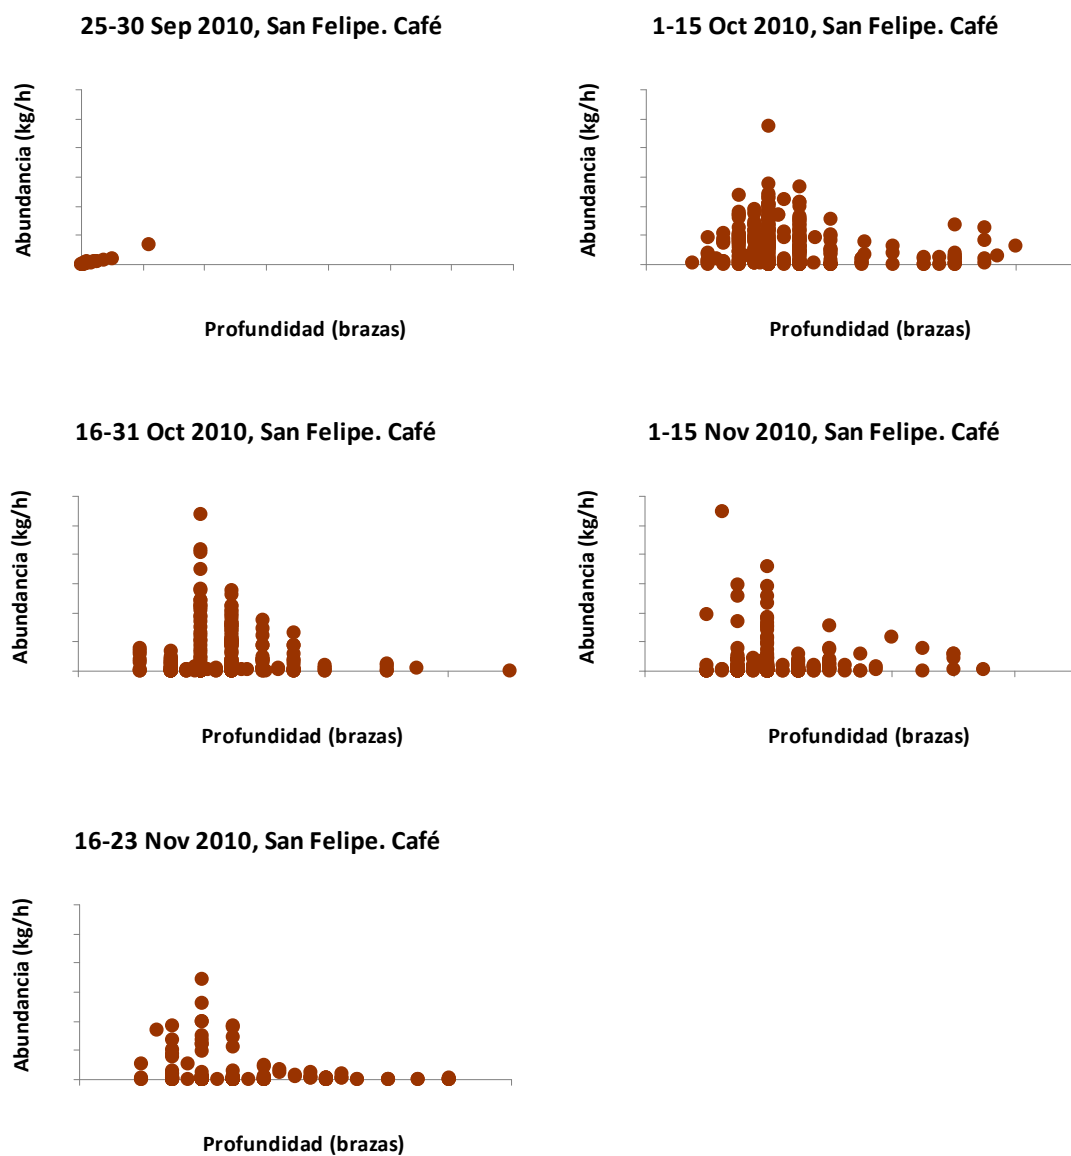 25-30 Sep 2010, San Felipe. Café
Abundancia (kg/h)
Profundidad (brazas)
1-15 Oct 2010, San Felipe. Café
Abundancia (kg/h)
Profundidad (brazas)
16-31 Oct 2010, San Felipe. Café
Abundancia (kg/h)
Profundidad (brazas)
1-15 Nov 2010, San Felipe. Café
Abundancia (kg/h)
Profundidad (brazas)
16-23 Nov 2010, San Felipe. Café
Abundancia (kg/h)
Profundidad (brazas)